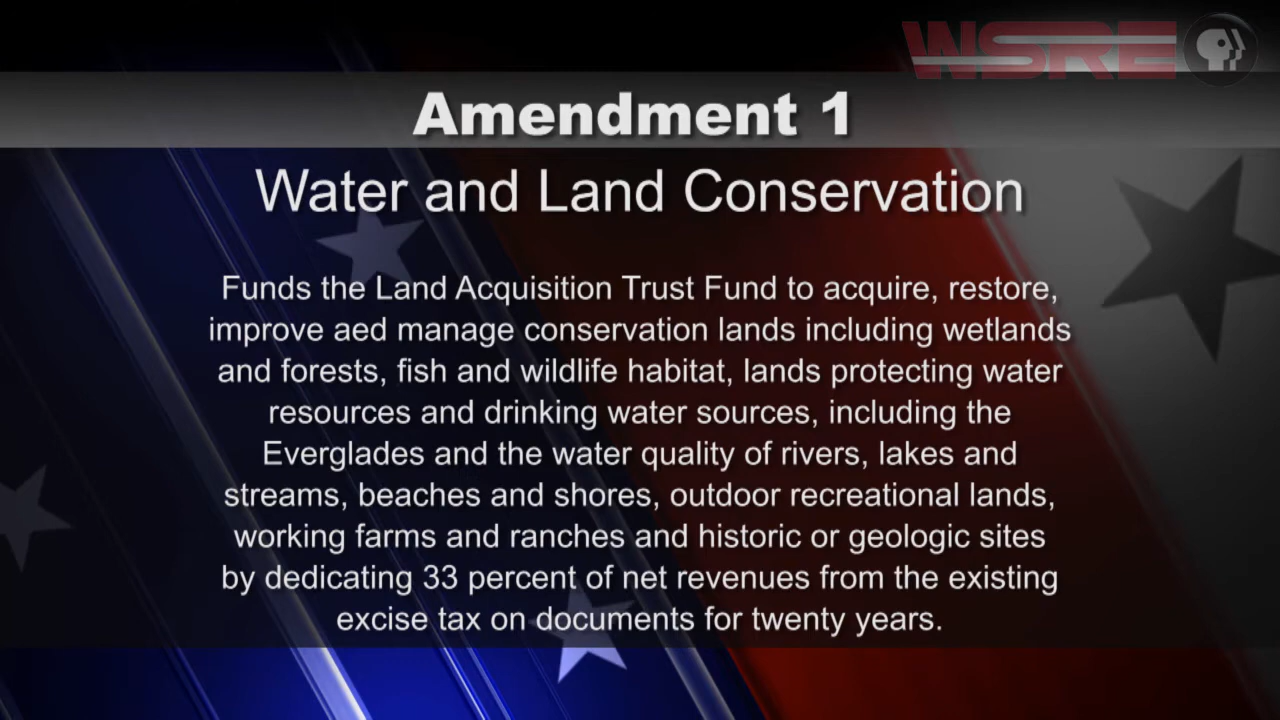 WSRE
Amendment 1
Water and Land Conservation
Funds the Land Acquisition Trust Fund to acquire, restore,
improve aed manage conservation lands including wetlands
and forests, fish and wildlife habitat, lands protecting water
resources and drinking water sources, including the
Everglades and the water quality of rivers, lakes and
streams, beaches and shores, outdoor recreational lands,
working farms and ranches and historic or geologic sites
by dedicating 33 percent of net revenues from the existing
excise tax on documents for twenty years.